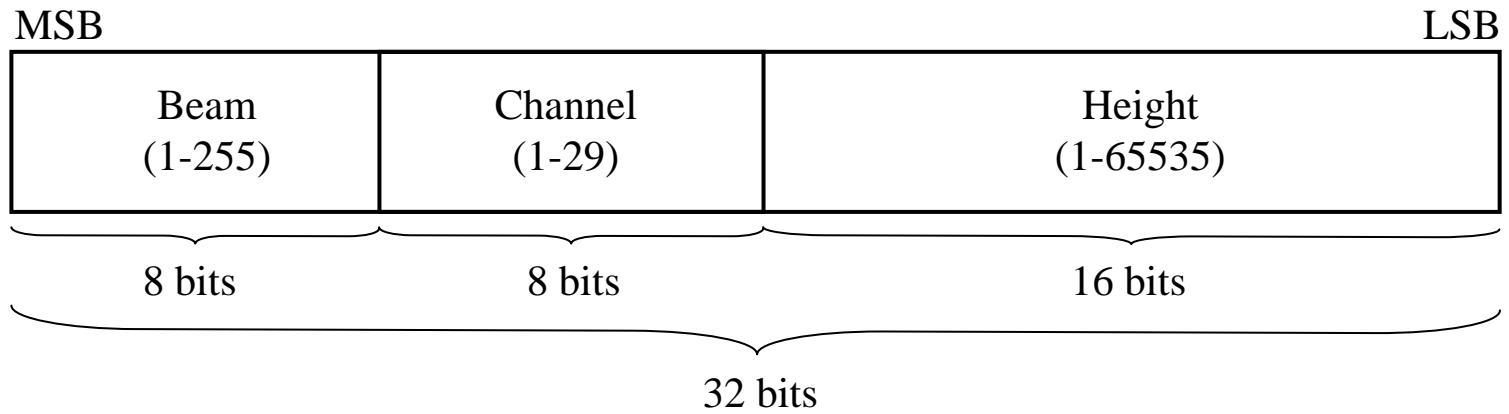 MSB LSB
Beam Channel Height
(1-255) (1-29) (1-65535)
8 bits 8 bits 16 bits
32 bits